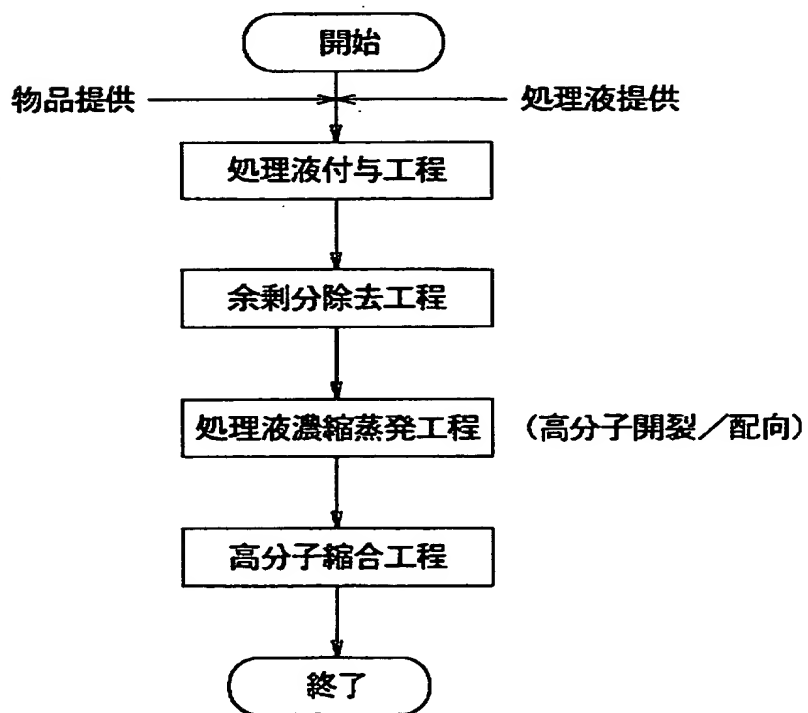 開始
物品提供
処理液提供
処理液付与工程
余剰分除去工程
処理液濃縮蒸発工程 (高分子開裂／配向)
高分子縮合工程
終了